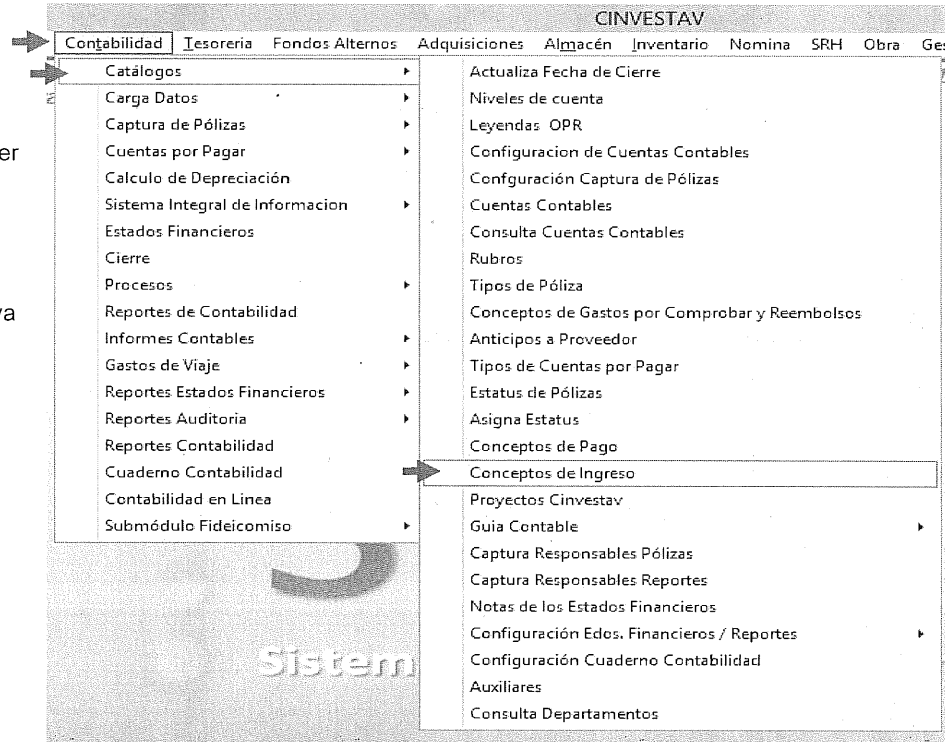 CINVESTAV
Contabilidad Tesoreria Fondos Alternos Adquisiciones Almacén Inventario Nomina SRH Obra Ges
Catálogos
Carga Datos
Captura de Pólizas
Cuentas por Pagar
Calculo de Depreciación
Sistema Integral de Informacion
Estados Financieros
Cierre
Procesos
Reportes de Contabilidad
Informes Contables
Gastos de Viaje
Reportes Estados Financieros
Reportes Auditoria
Reportes Contabilidad
Cuaderno Contabilidad
Contabilidad en Linea
Submódulo Fideicomiso
Actualiza Fecha de Cierre
Niveles de cuenta
Leyendas OPR
Configuracion de Cuentas Contables
Confguración Captura de Pólizas
Cuentas Contables
Consulta Cuentas Contables
Rubros
Tipos de Póliza
Conceptos de Gastos por Comprobar y Reembolsos
Anticipos a Proveedor
Tipos de Cuentas por Pagar
Estatus de Pólizas
Asigna Estatus
Conceptos de Pago
Conceptos de Ingreso
Proyectos Cinvestav
Guia Contable
Captura Responsables Pólizas
Captura Responsables Reportes
Notas de los Estados Financieros
Configuración Edos. Financieros / Reportes
Configuración Cuaderno Contabilidad
Auxiliares
Consulta Departamentos
er
va
Sistem